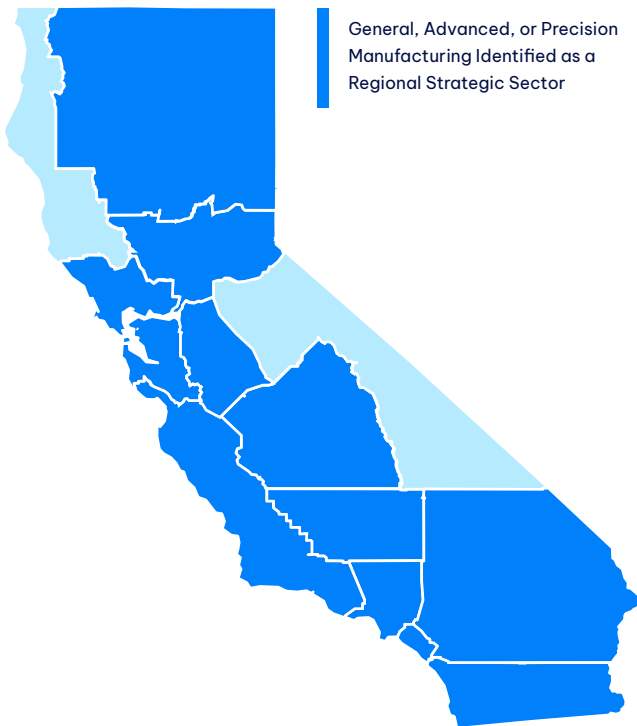 General, Advanced, or Precision
Manufacturing Identified as a
Regional Strategic Sector